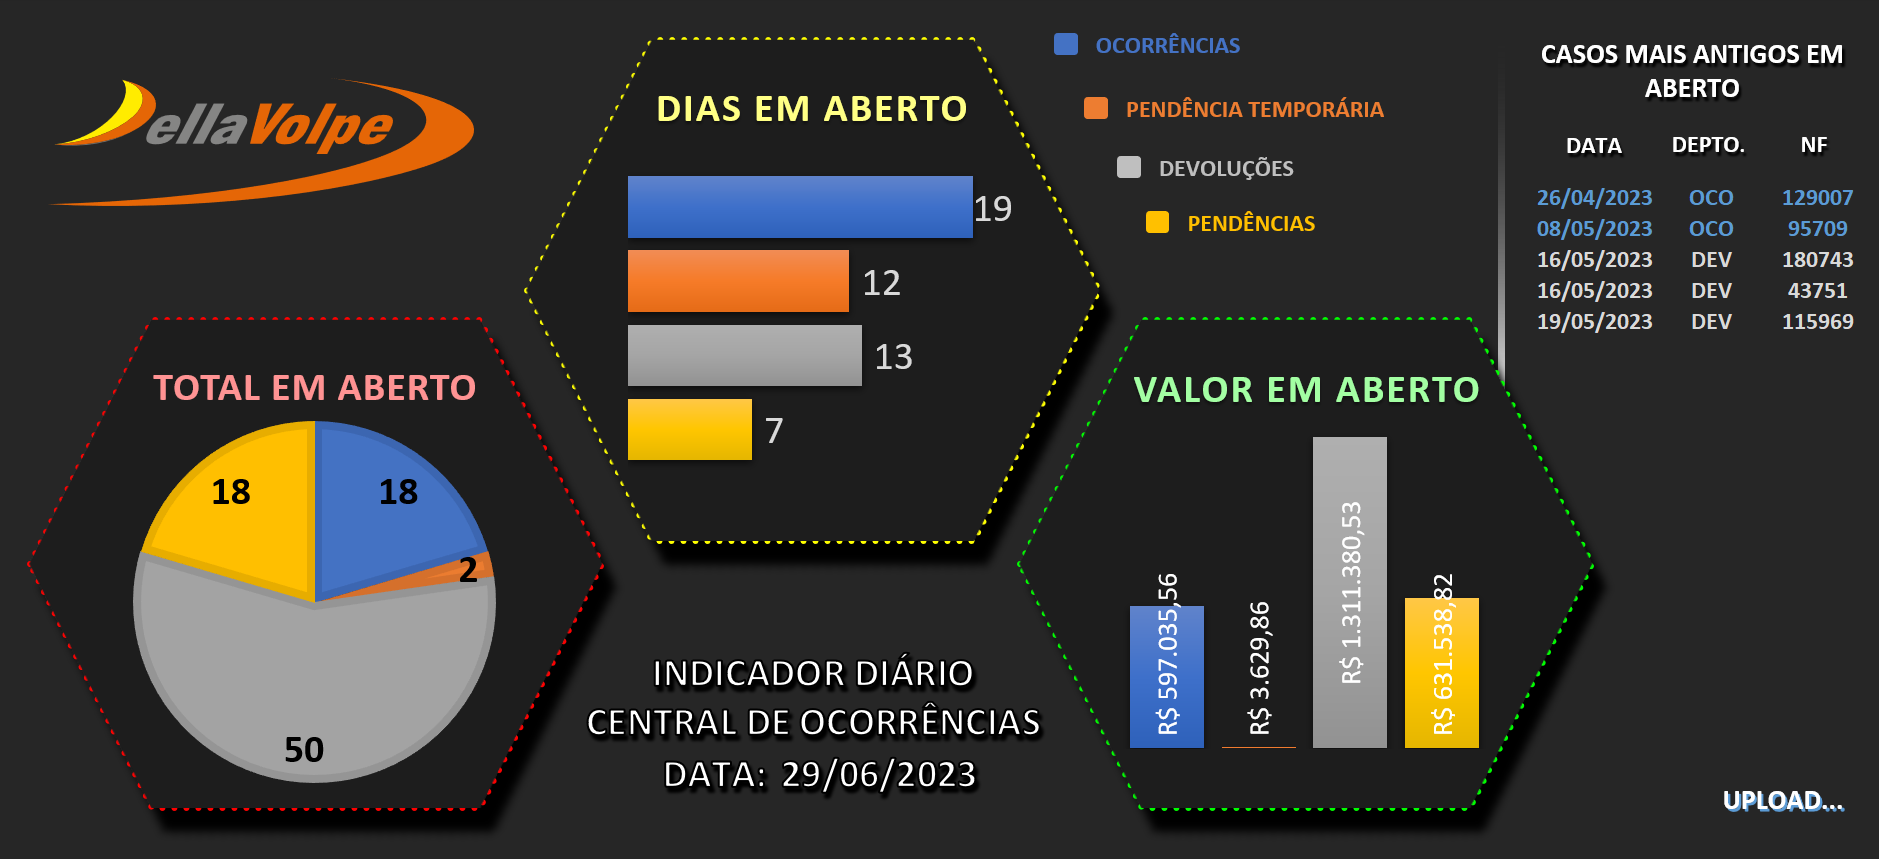 ellaVolpe
DIAS EM ABERTO
19
12
13
7
OCORRÊNCIAS
PENDÊNCIA TEMPORÁRIA
DEVOLUÇÕES
PENDÊNCIAS
CASOS MAIS ANTIGOS EM
ABERTO
DATA DEPTO. NF
26/04/2023 OCO 129007
08/05/2023 OCO 95709
16/05/2023 DEV 180743
16/05/2023 DEV 43751
19/05/2023 DEV 115969
TOTAL EM ABERTO
18
18
2
50
VALOR EM ABERTO
R$ 597.035,56
R$ 3.629,86
R$ 1.311.380,53
R$ 631.538,82
INDICADOR DIÁRIO
CENTRAL DE OCORRÊNCIAS
DATA: 29/06/2023
UPLOAD...